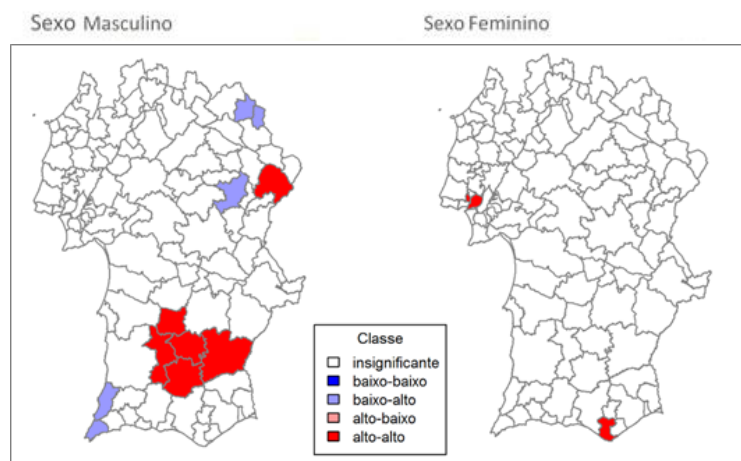 Sexo Masculino
Sexo Feminino
Classe
insignificante
baixo-baixo
baixo-alto
alto-baixo
alto-alto